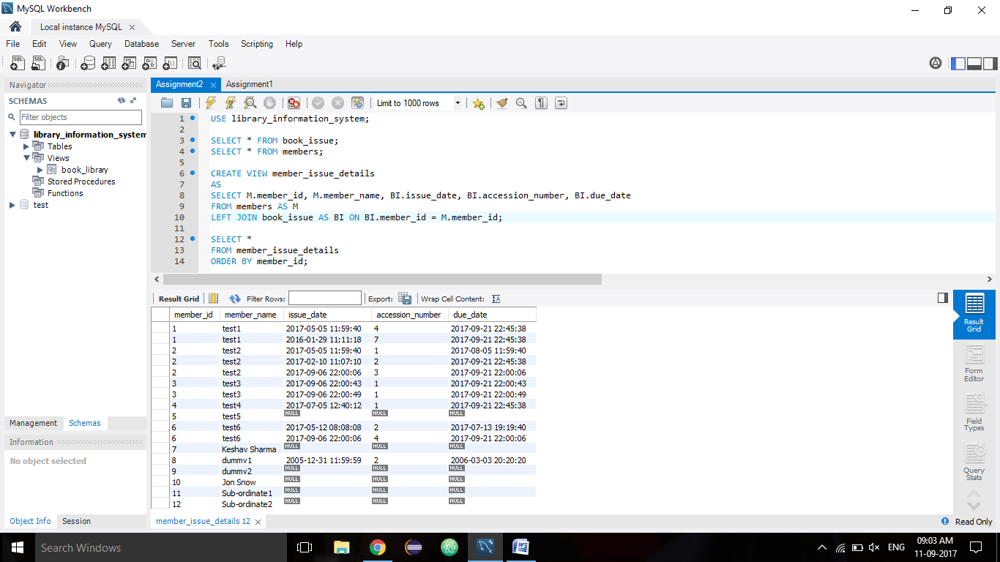 MySQL Workbench
Local instance MySQL
File Edit View Query Database Server Tools Scripting Help
Navigator
SCHEMAS
Filter objects
library_information_system
Tables
Views
book_library
Stored Procedures
Functions
test
Management Schemas
Information
No object selected
Object Info Session
Assignment2 Assignment1
Limit to 1000 rows
1 USE library_information_system;
2
3 SELECT * FROM book_issue;
4 SELECT * FROM members;
5
6 CREATE VIEW member_issue_details
7 AS
8 SELECT M.member_id, M.member_name, BI.issue_date, BI.accession_number, BI.due_date
9 FROM members AS M
10 LEFT JOIN book_issue AS BI ON BI.member_id = M.member_id;
11
12 SELECT *
13 FROM member_issue_details
14 ORDER BY member_id;
Result Grid Filter Rows: Export: Wrap Cell Content:
member_id member_name issue_date accession_number due_date
1 test1 2017-05-05 11:59:40 4 2017-09-21 22:45:38
1 test1 2016-01-29 11:11:18 7 2017-09-21 22:45:38
2 test2 2017-05-05 11:59:40 1 2017-08-05 11:59:40
2 test2 2017-02-10 11:07:10 2 2017-09-21 22:45:38
2 test2 2017-09-06 22:00:06 3 2017-09-21 22:00:06
3 test3 2017-09-06 22:00:43 1 2017-09-21 22:00:43
3 test3 2017-09-06 22:00:49 1 2017-09-21 22:00:49
4 test4 2017-07-05 12:40:12 1 2017-09-21 22:45:38
5 test5 NULL NULL NULL
6 test6 2017-05-12 08:08:08 2 2017-07-13 19:19:40
6 test6 2017-09-06 22:00:06 4 2017-09-21 22:00:06
7 Keshav Sharma NULL NULL NULL
8 dummy1 2005-12-31 11:59:59 2 2006-03-03 20:20:20
9 dummy2 NULL NULL NULL
10 Jon Snow NULL NULL NULL
11 Sub-ordinate1 NULL NULL NULL
12 Sub-ordinate2 NULL NULL NULL
Result
Grid
Form
Editor
Field
Types
Query
Stats
member_issue_details 12
Read Only
Search Windows
ENG
09:03 AM
11-09-2017